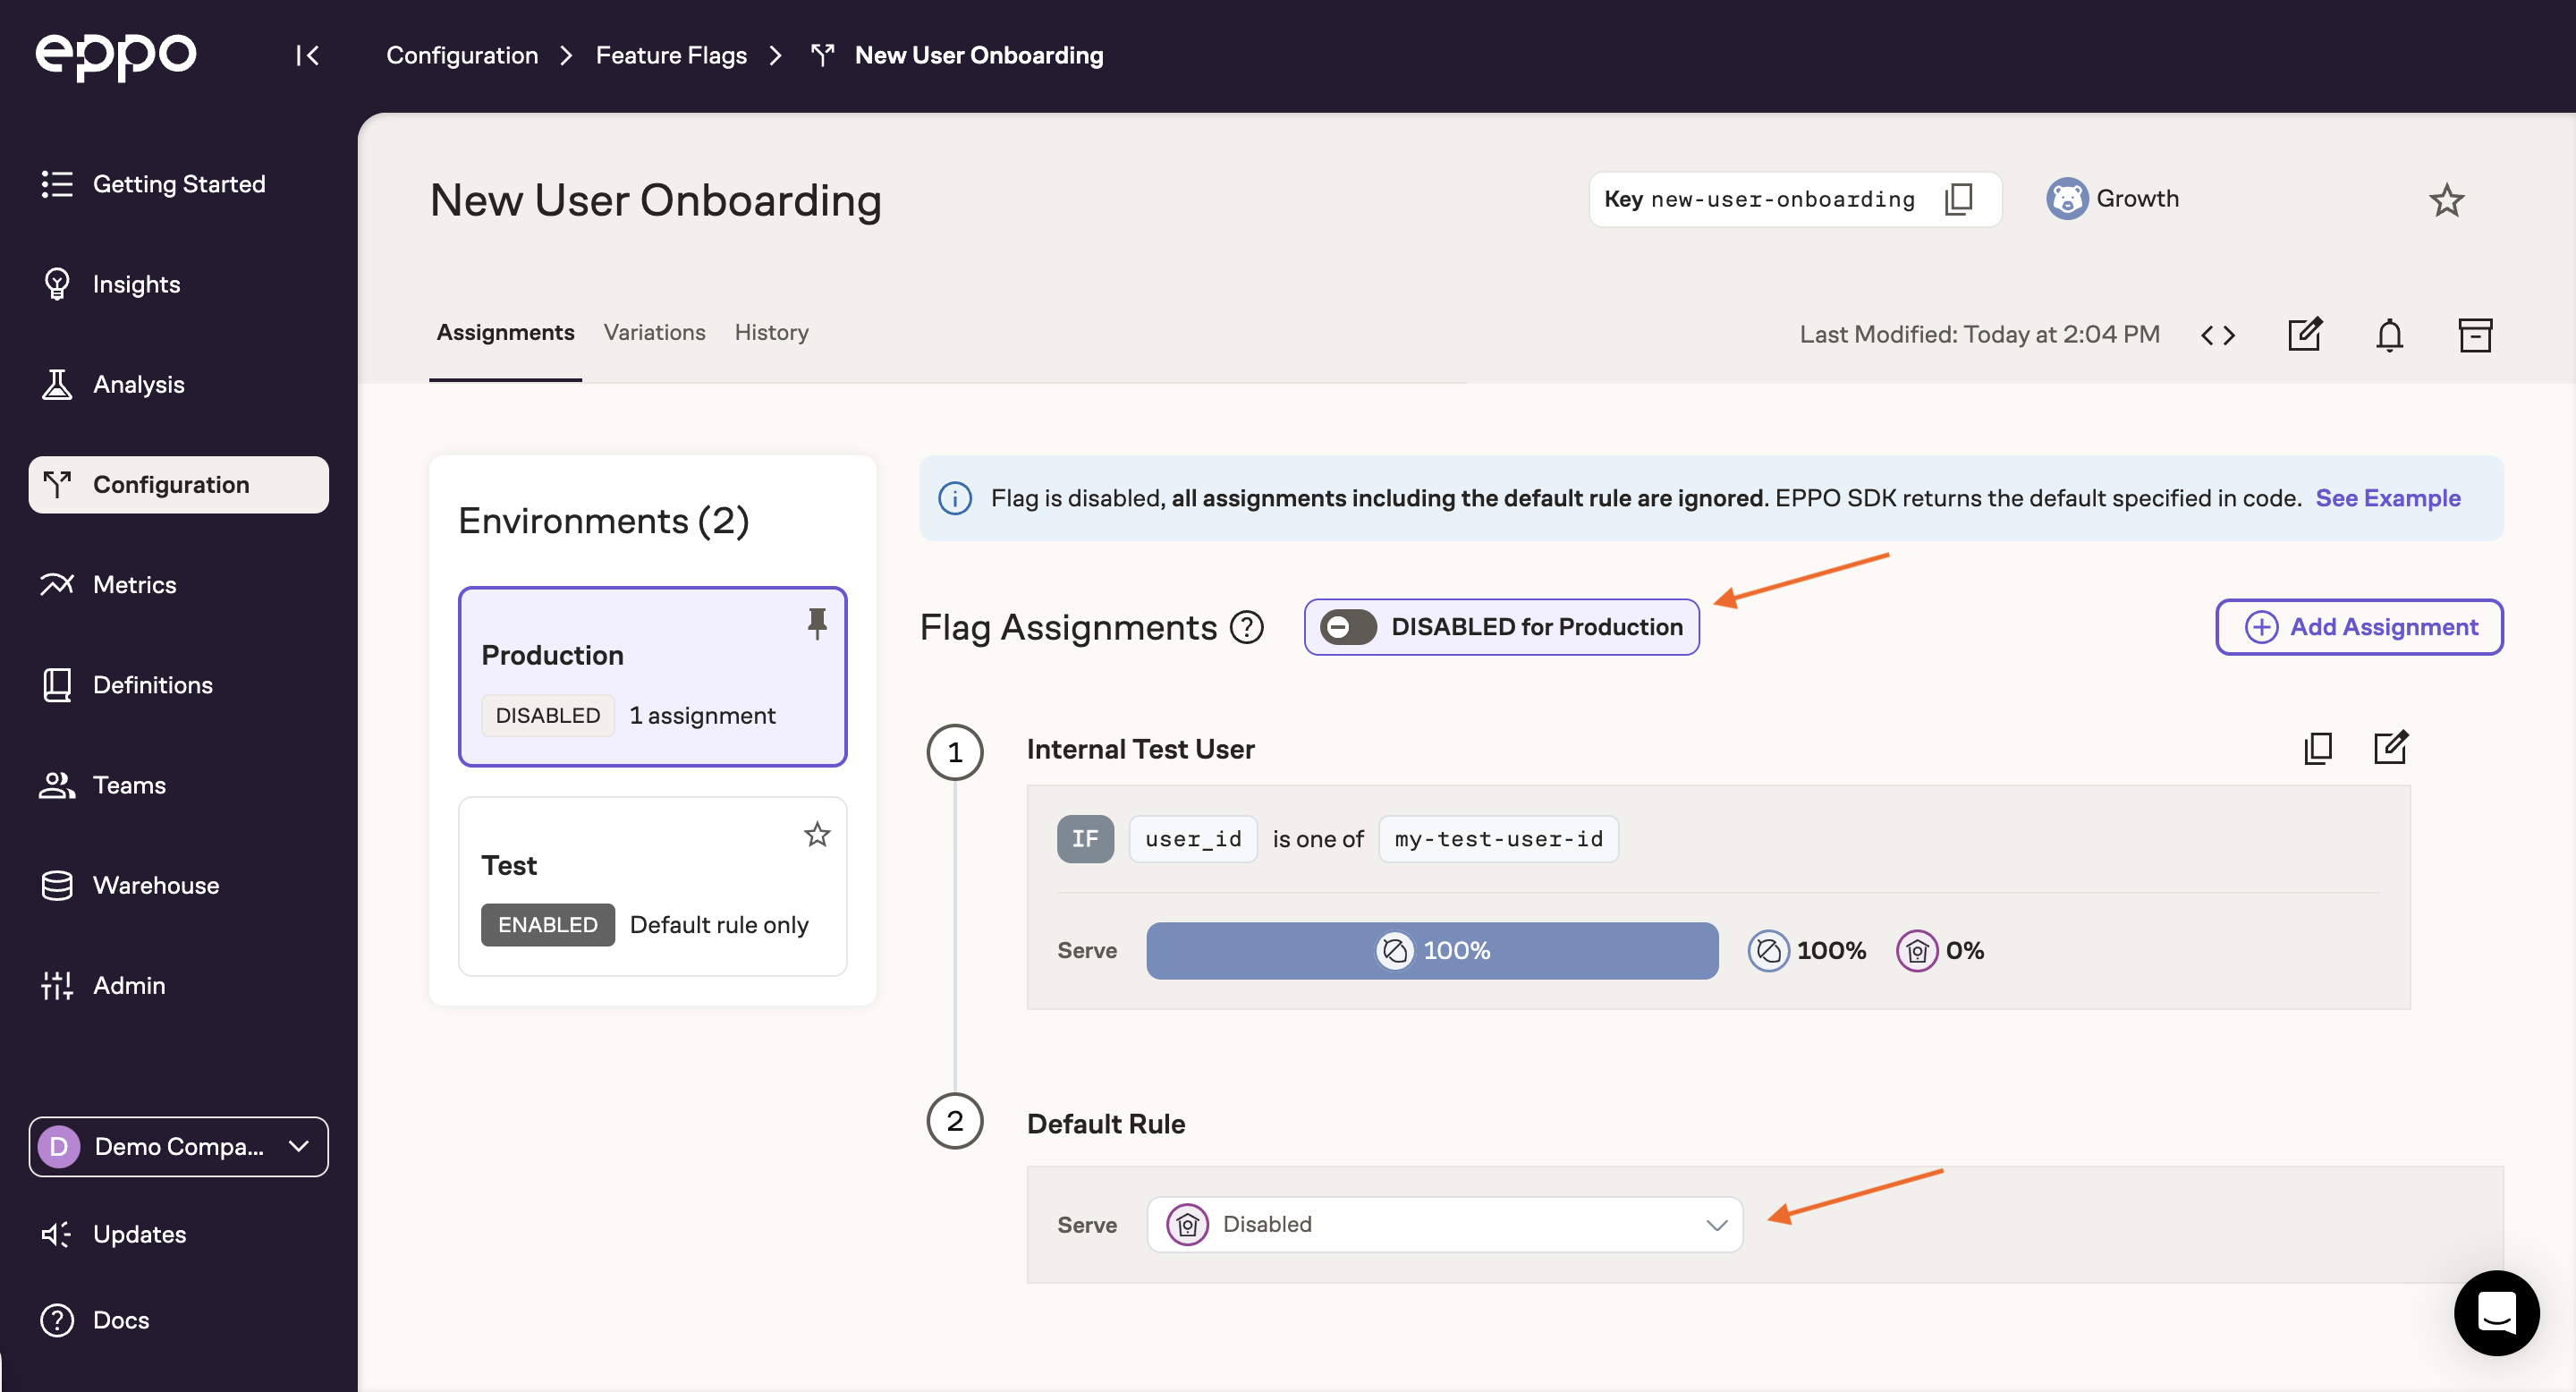 eppo
Configuration > Feature Flags > New User Onboarding
Getting Started
Insights
Analysis
Configuration
Metrics
Definitions
Teams
Warehouse
Admin
D Demo Compa...
Updates
Docs
New User Onboarding
Key new-user-onboarding
Growth
Assignments Variations History
Last Modified: Today at 2:04 PM
Environments (2)
Production
DISABLED 1 assignment
Test
ENABLED Default rule only
Flag is disabled, all assignments including the default rule are ignored. EPPO SDK returns the default specified in code. See Example
Flag Assignments ? DISABLED for Production
Add Assignment
1 Internal Test User
IF user_id is one of my-test-user-id
Serve 100% 100% 0%
2 Default Rule
Serve Disabled